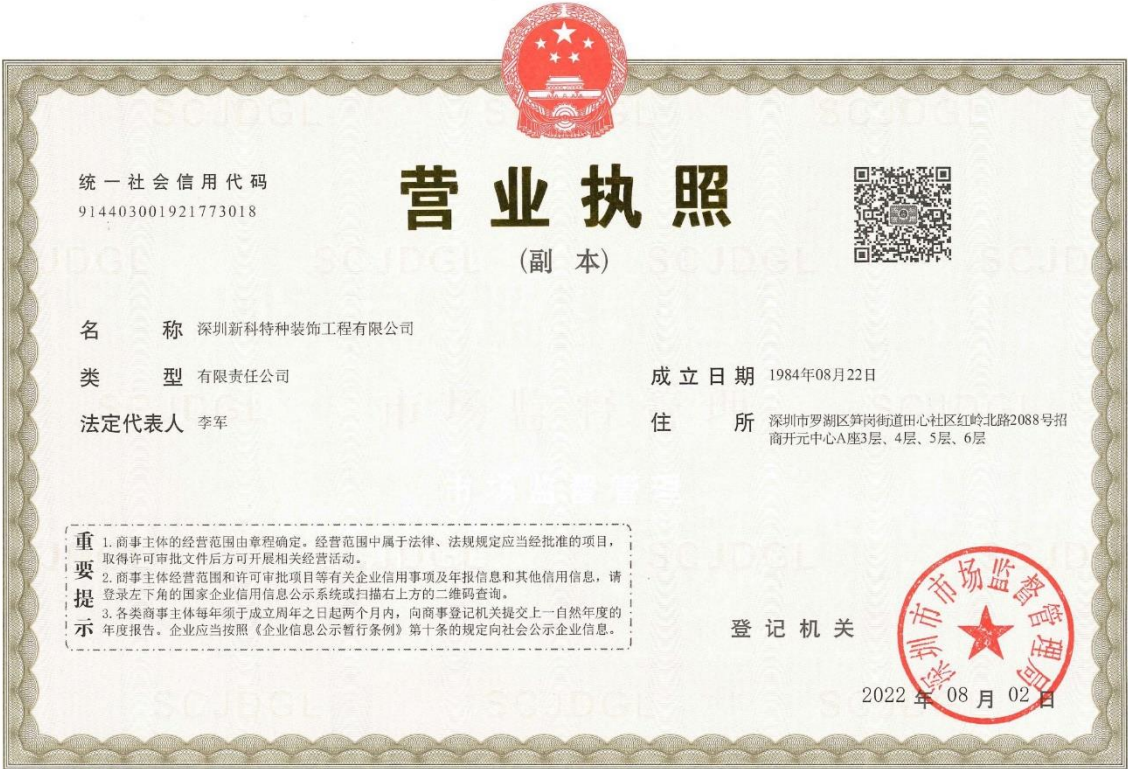 统一社会信用代码
914403001921773018
营业执照
(副 本)
名 称 深圳新科特种装饰工程有限公司
类 型 有限责任公司
法定代表人 李军
成立日期 1984年08月22日
住 所 深圳市罗湖区笋岗街道田心社区红岭北路2088号招
商开元中心A座3层、4层、5层、6层
重要提示
1.商事主体的经营范围由章程确定。经营范围中属于法律、法规规定应当经批准的项目，
取得许可审批文件后方可开展相关经营活动。
2.商事主体经营范围和许可审批项目等有关企业信用事项及年报信息和其他信用信息，请
登录左下角的国家企业信用信息公示系统或扫描右上方的二维码查询。
3.各类商事主体每年须于成立周年之日起两个月内，向商事登记机关提交上一自然年度的
年度报告。企业应当按照《企业信息公示暂行条例》第十条的规定向社会公示企业信息。
登记机关
深圳市市场监督管理局
2022 年 08 月 02 日
SCJDGL
市场监督管理